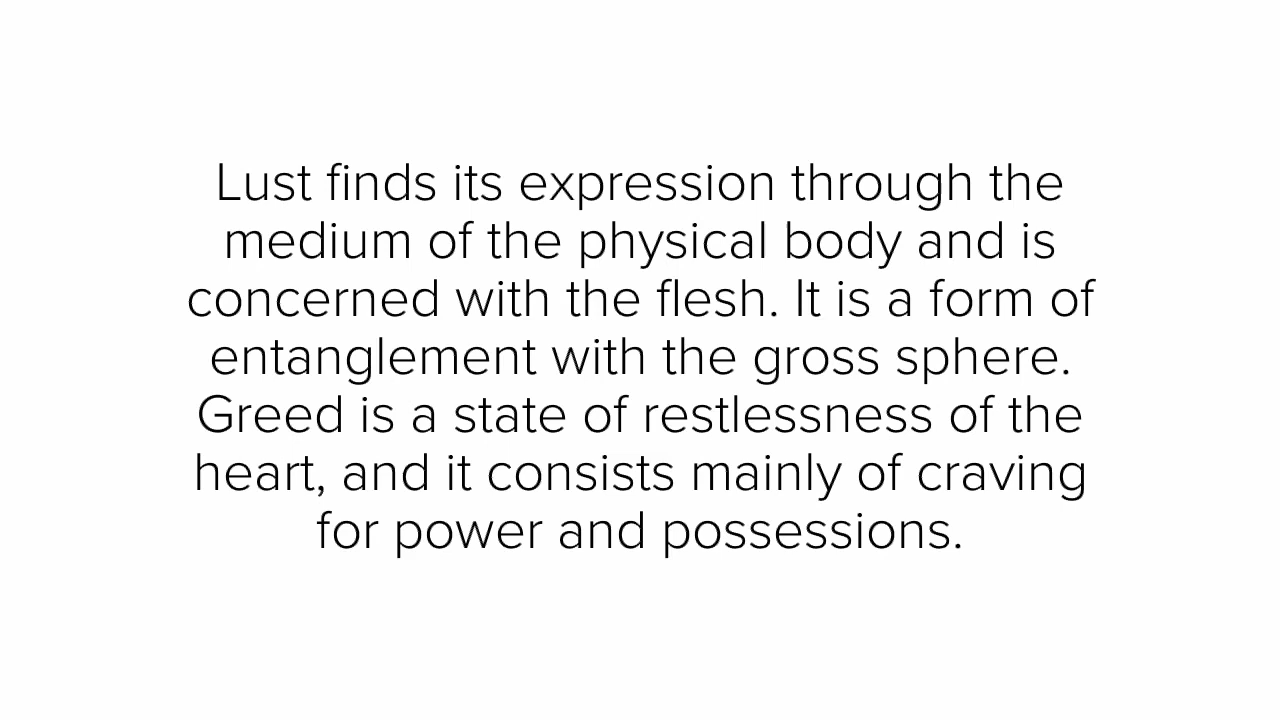 Lust finds its expression through the
medium of the physical body and is
concerned with the flesh. It is a form of
entanglement with the gross sphere.
Greed is a state of restlessness of the
heart, and it consists mainly of craving
for power and possessions.